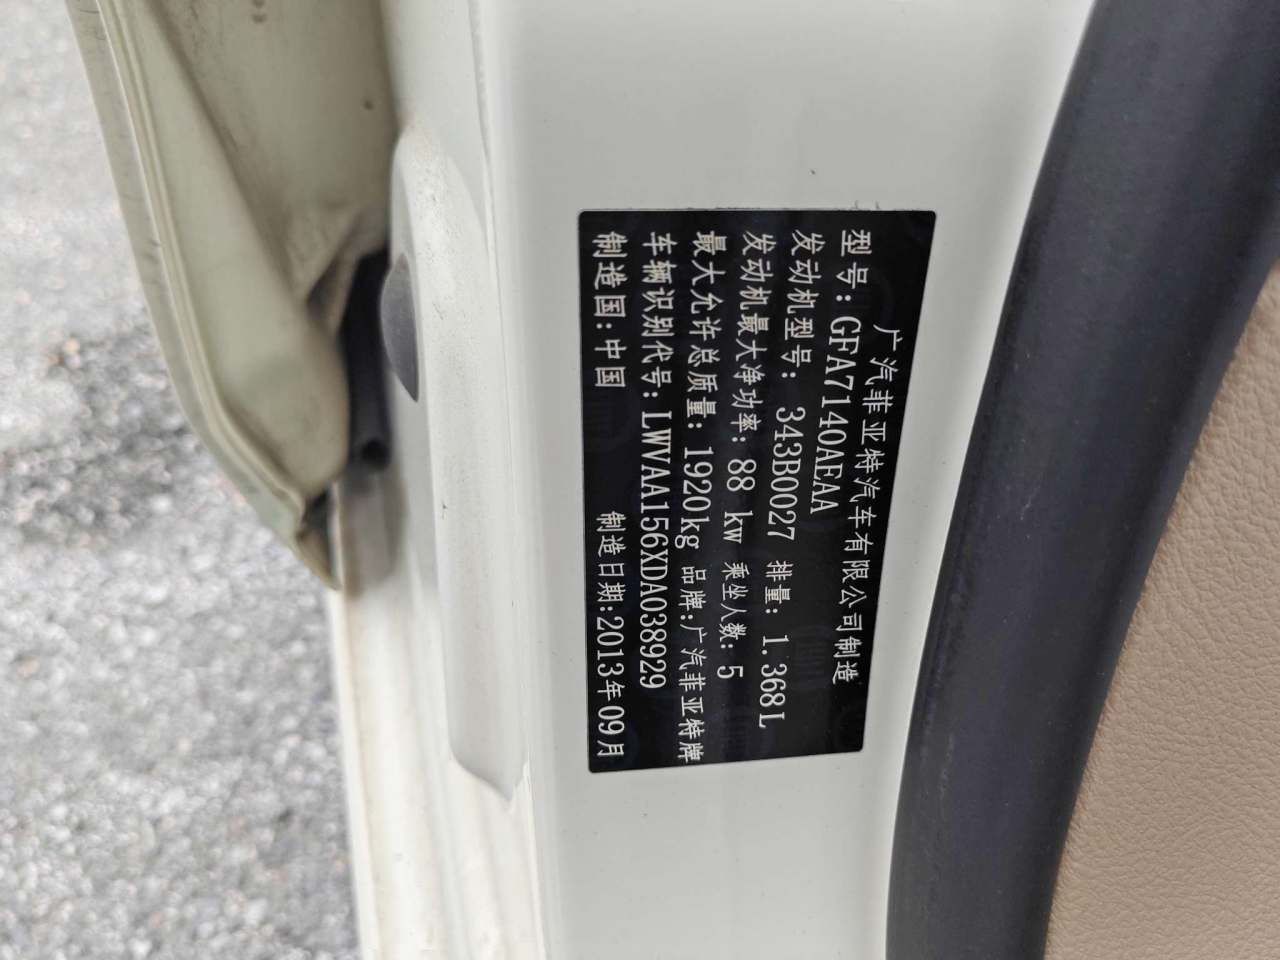 广汽菲亚特汽车有限公司制造
型号:GFA7140AEAA
发动机型号: 343B0027 排量: 1.368L
发动机最大净功率:88 kw 乘坐人数:5
最大允许总质量:1920kg 品牌:广汽菲亚特牌
车辆识别代号:LWVAA156XDA038929
制造国:中国 制造日期:2013年09月